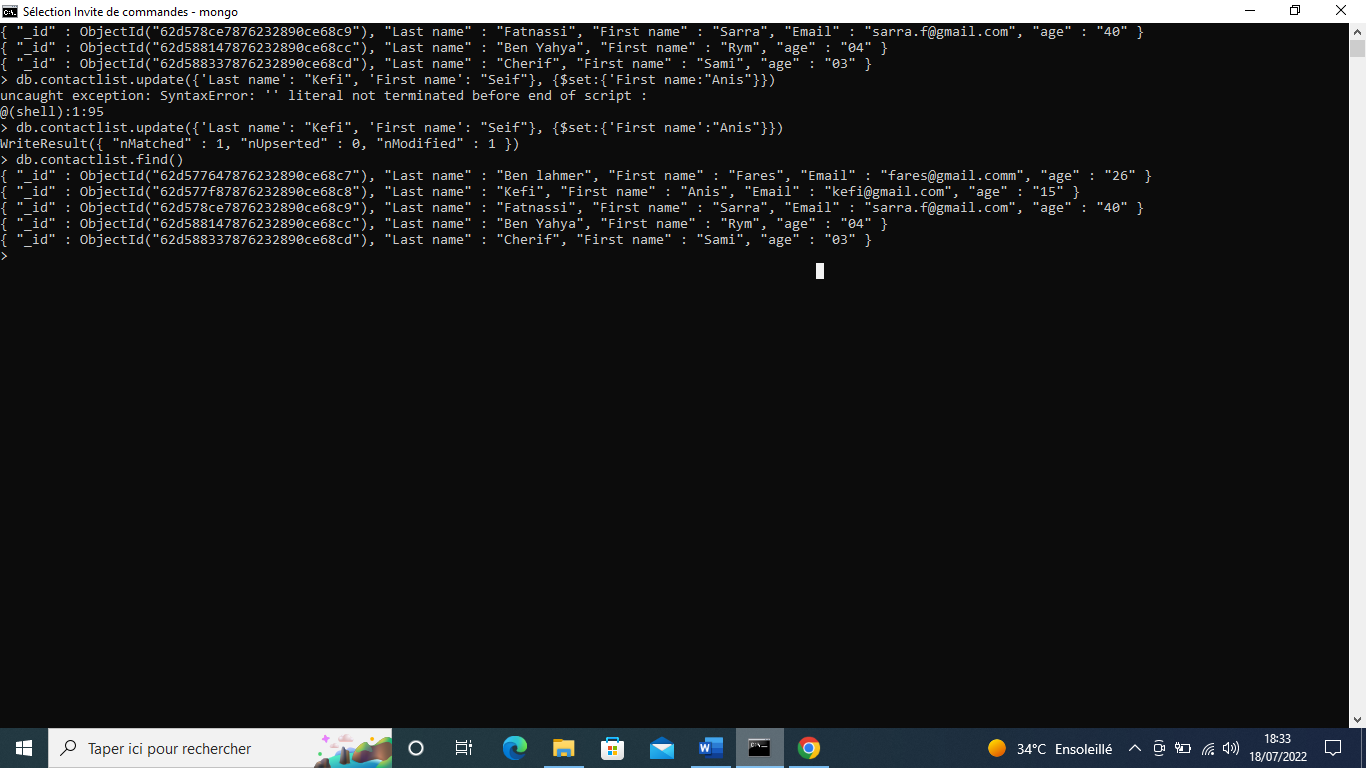 Sélection Invite de commandes - mongo
{ "_id" : ObjectId("62d578ce7876232890ce68c9"), "Last name" : "Fatnassi", "First name" : "Sarra", "Email" : "sarra.f@gmail.com", "age" : "40" }
{ "_id" : ObjectId("62d588147876232890ce68cc"), "Last name" : "Ben Yahya", "First name" : "Rym", "age" : "04" }
{ "_id" : ObjectId("62d588337876232890ce68cd"), "Last name" : "Cherif", "First name" : "Sami", "age" : "03" }
> db.contactlist.update({'Last name': "Kefi", 'First name': "Seif"}, {$set:{'First name:"Anis"}})
uncaught exception: SyntaxError: '' literal not terminated before end of script :
@(shell):1:95
> db.contactlist.update({'Last name': "Kefi", 'First name': "Seif"}, {$set:{'First name':"Anis"}})
WriteResult({ "nMatched" : 1, "nUpserted" : 0, "nModified" : 1 })
> db.contactlist.find()
{ "_id" : ObjectId("62d577647876232890ce68c7"), "Last name" : "Ben lahmer", "First name" : "Fares", "Email" : "fares@gmail.comm", "age" : "26" }
{ "_id" : ObjectId("62d577f87876232890ce68c8"), "Last name" : "Kefi", "First name" : "Anis", "Email" : "kefi@gmail.com", "age" : "15" }
{ "_id" : ObjectId("62d578ce7876232890ce68c9"), "Last name" : "Fatnassi", "First name" : "Sarra", "Email" : "sarra.f@gmail.com", "age" : "40" }
{ "_id" : ObjectId("62d588147876232890ce68cc"), "Last name" : "Ben Yahya", "First name" : "Rym", "age" : "04" }
{ "_id" : ObjectId("62d588337876232890ce68cd"), "Last name" : "Cherif", "First name" : "Sami", "age" : "03" }
>
Taper ici pour rechercher
34°C Ensoleillé
18:33
18/07/2022